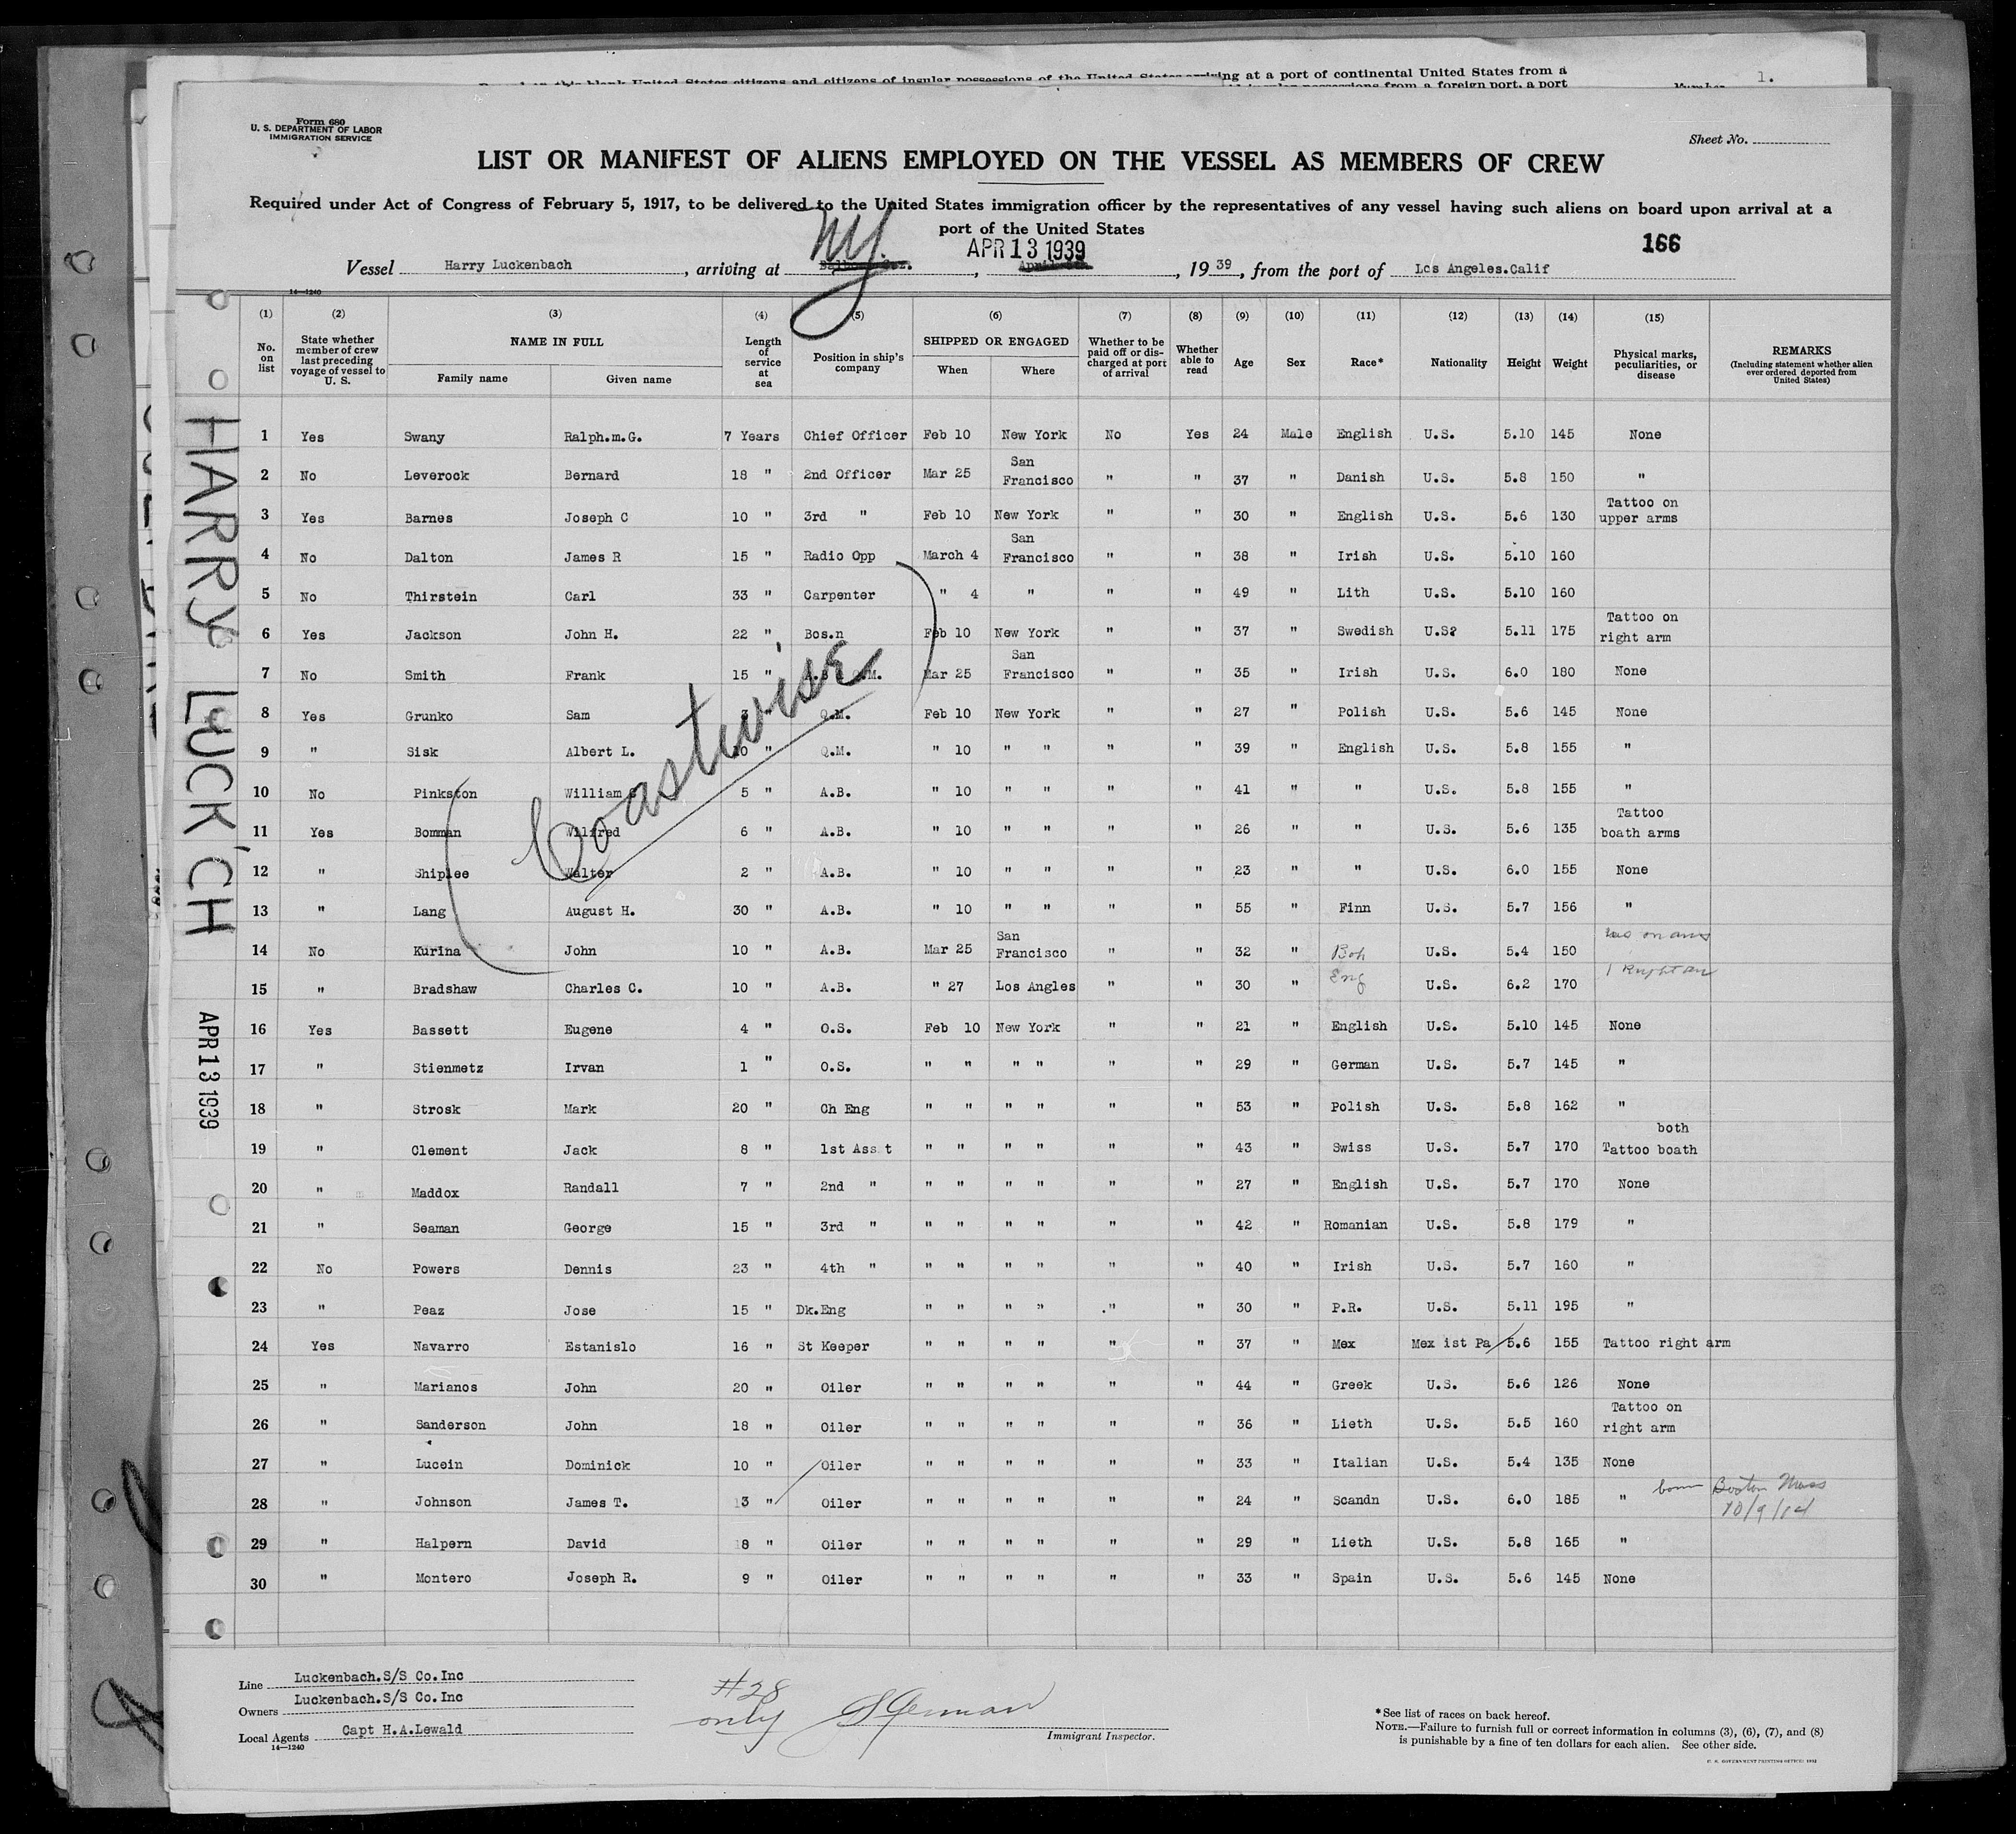 ing at a port of continental United States from a
1.
Form 680
U. S. DEPARTMENT OF LABOR
IMMIGRATION SERVICE
Sheet No.
LIST OR MANIFEST OF ALIENS EMPLOYED ON THE VESSEL AS MEMBERS OF CREW
Required under Act of Congress of February 5, 1917, to be delivered to the United States immigration officer by the representatives of any vessel having such aliens on board upon arrival at a
port of the United States
166
NY. APR 13 1939
Vessel Harry Luckenbach, arriving at , , 19 39, from the port of Los Angeles.Calif
14—1240
(1) (2) (3) (4) (5) (6) (7) (8) (9) (10) (11) (12) (13) (14) (15)
No. on list State whether member of crew last preceding voyage of vessel to U. S. NAME IN FULL Family name Given name Length of service at sea Position in ship's company SHIPPED OR ENGAGED When Where Whether to be paid off or discharged at port of arrival Whether able to read Age Sex Race* Nationality Height Weight Physical marks, peculiarities, or disease REMARKS (Including statement whether alien ever ordered deported from United States)
HARRY LUCK'CH
APR 13 1939
Coastwise
1 Yes Swany Ralph.m.G. 7 Years Chief Officer Feb 10 New York No Yes 24 Male English U.S. 5.10 145 None
2 No Leverock Bernard 18 " 2nd Officer Mar 25 San Francisco " " 37 " Danish U.S. 5.8 150 "
3 Yes Barnes Joseph C 10 " 3rd " Feb 10 New York " " 30 " English U.S. 5.6 130 Tattoo on upper arms
4 No Dalton James R 15 " Radio Opp March 4 San Francisco " " 38 " Irish U.S. 5.10 160
5 No Thirstein Carl 33 " Carpenter " 4 " " " 49 " Lith U.S. 5.10 160
6 Yes Jackson John H. 22 " Bos.n Feb 10 New York " " 37 " Swedish U.S? 5.11 175 Tattoo on right arm
7 No Smith Frank 15 " Mar 25 San Francisco " " 35 " Irish U.S. 6.0 180 None
8 Yes Grunko Sam " Q.M. Feb 10 New York " " 27 " Polish U.S. 5.6 145 None
9 " Sisk Albert L. " Q.M. " 10 " " " " 39 " English U.S. 5.8 155 "
10 No Pinkston William 5 " A.B. " 10 " " " " 41 " " U.S. 5.8 155 "
11 Yes Bomman Wilfred 6 " A.B. " 10 " " " " 26 " " U.S. 5.6 135 Tattoo boath arms
12 " Shiplee Walter 2 " A.B. " 10 " " " " 23 " " U.S. 6.0 155 None
13 " Lang August H. 30 " A.B. " 10 " " " " 55 " Finn U.S. 5.7 156 "
14 No Kurina John 10 " A.B. Mar 25 San Francisco " " 32 " Boh U.S. 5.4 150 on arms
15 " Bradshaw Charles C. 10 " A.B. " 27 Los Angles " " 30 " Eng U.S. 6.2 170 Right
16 Yes Bassett Eugene 4 " O.S. Feb 10 New York " " 21 " English U.S. 5.10 145 None
17 " Stienmetz Irvan 1 " O.S. " " " " " " 29 " German U.S. 5.7 145 "
18 " Strosk Mark 20 " Ch Eng " " " " " " 53 " Polish U.S. 5.8 162 "
19 " Clement Jack 8 " 1st Ass t " " " " " " 43 " Swiss U.S. 5.7 170 both Tattoo boath
20 " Maddox Randall 7 " 2nd " " " " " " " 27 " English U.S. 5.7 170 None
21 " Seaman George 15 " 3rd " " " " " " " 42 " Romanian U.S. 5.8 179 "
22 No Powers Dennis 23 " 4th " " " " " " " 40 " Irish U.S. 5.7 160 "
23 " Peaz Jose 15 " Dk.Eng " " " " " " 30 " P.R. U.S. 5.11 195 "
24 Yes Navarro Estanislo 16 " St Keeper " " " " " " 37 " Mex Mex ist Pa 5.6 155 Tattoo right arm
25 " Marianos John 20 " Oiler " " " " " " 44 " Greek U.S. 5.6 126 None
26 " Sanderson John 18 " Oiler " " " " " " 36 " Lieth U.S. 5.5 160 Tattoo on right arm
27 " Lucein Dominick 10 " Oiler " " " " " " 33 " Italian U.S. 5.4 135 None
28 " Johnson James T. 3 " Oiler " " " " " " 24 " Scandn U.S. 6.0 185 " born Boston Mass 10/9/14
29 " Halpern David 8 " Oiler " " " " " " 29 " Lieth U.S. 5.8 165 "
30 " Montero Joseph R. 9 " Oiler " " " " " " 33 " Spain U.S. 5.6 145 None
Line Luckenbach.S/S Co.Inc
Owners Luckenbach.S/S Co.Inc
Local Agents Capt H.A.Lewald
14—1240
#28
only
Immigrant Inspector.
*See list of races on back hereof.
NOTE.—Failure to furnish full or correct information in columns (3), (6), (7), and (8)
is punishable by a fine of ten dollars for each alien. See other side.